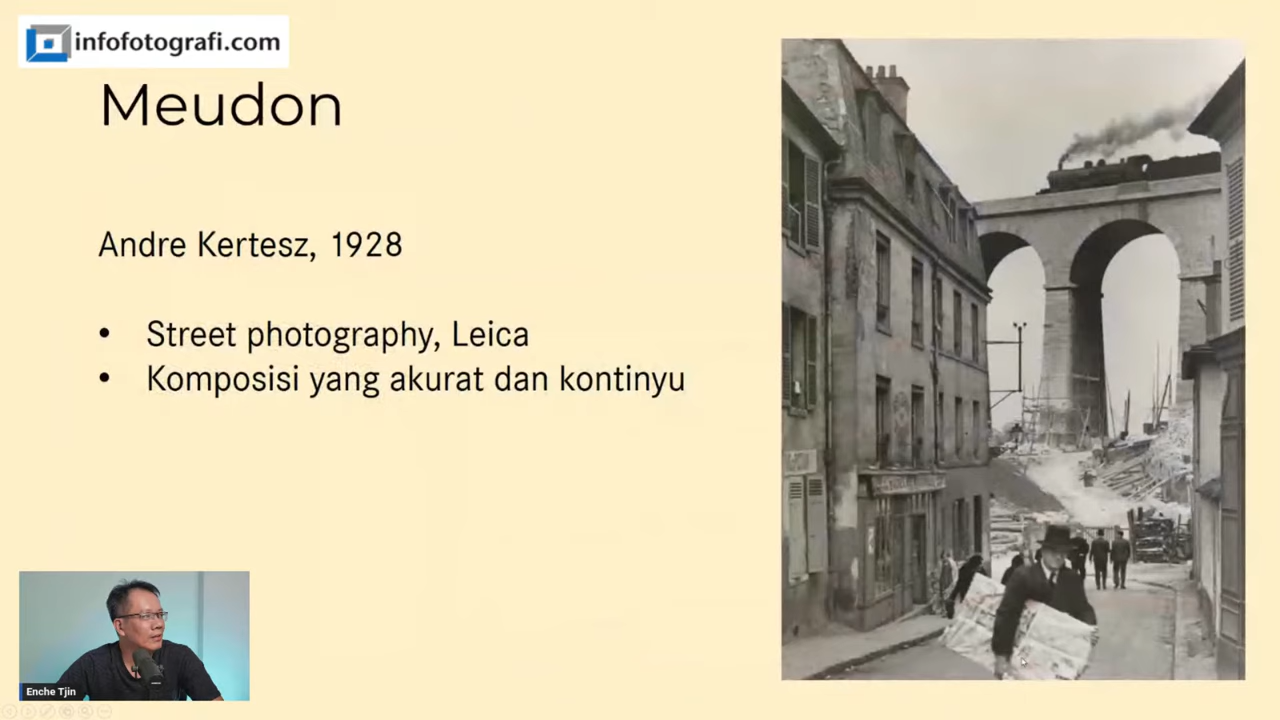 infofotografi.com
Meudon
Andre Kertesz, 1928
• Street photography, Leica
• Komposisi yang akurat dan kontinyu
Enche Tjin